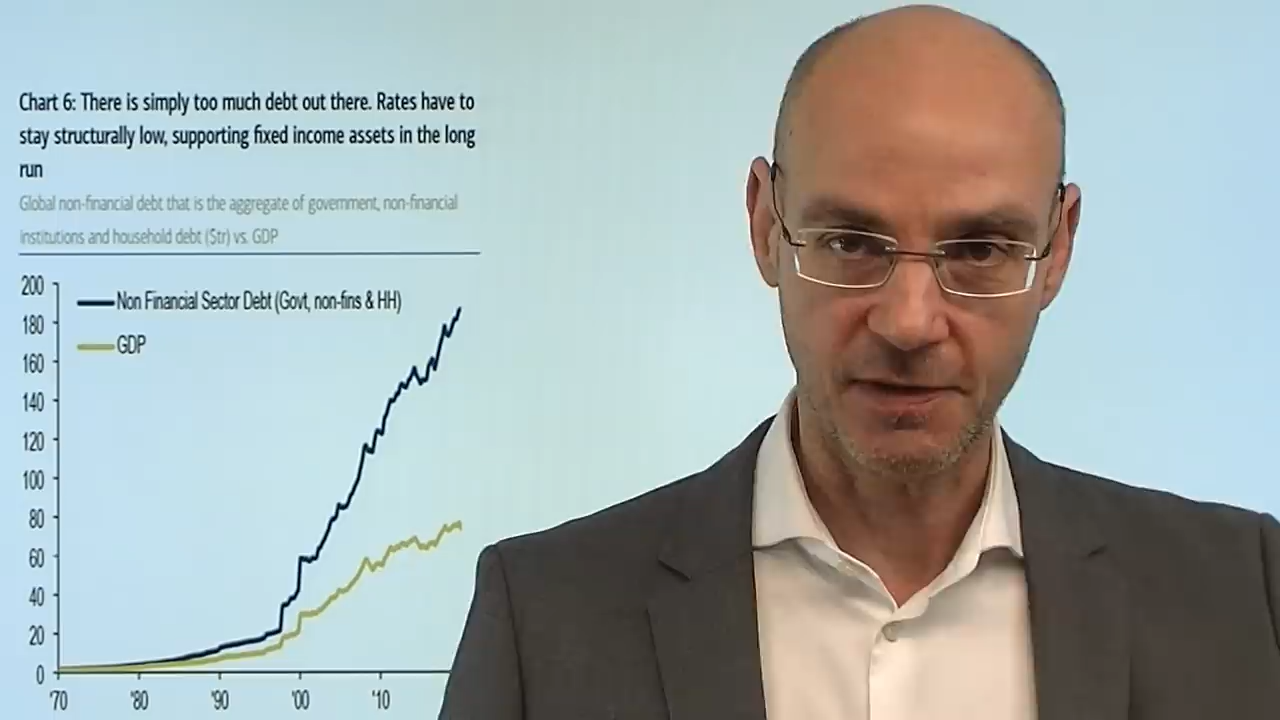 Chart 6: There is simply too much debt out there. Rates have to
stay structurally low, supporting fixed income assets in the long
run
Global non-financial debt that is the aggregate of government, non-financial
institutions and household debt ($tr) vs. GDP
200
180
160
140
120
100
80
60
40
20
0
Non Financial Sector Debt (Govt, non-fins & HH)
GDP
'70
'80
'90
'00
'10